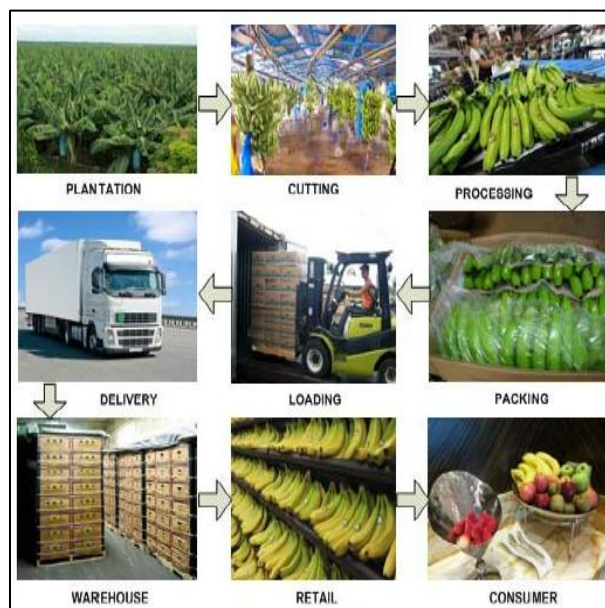 PLANTATION
CUTTING
PROCESSING
DELIVERY
LOADING
PACKING
WAREHOUSE
RETAIL
CONSUMER